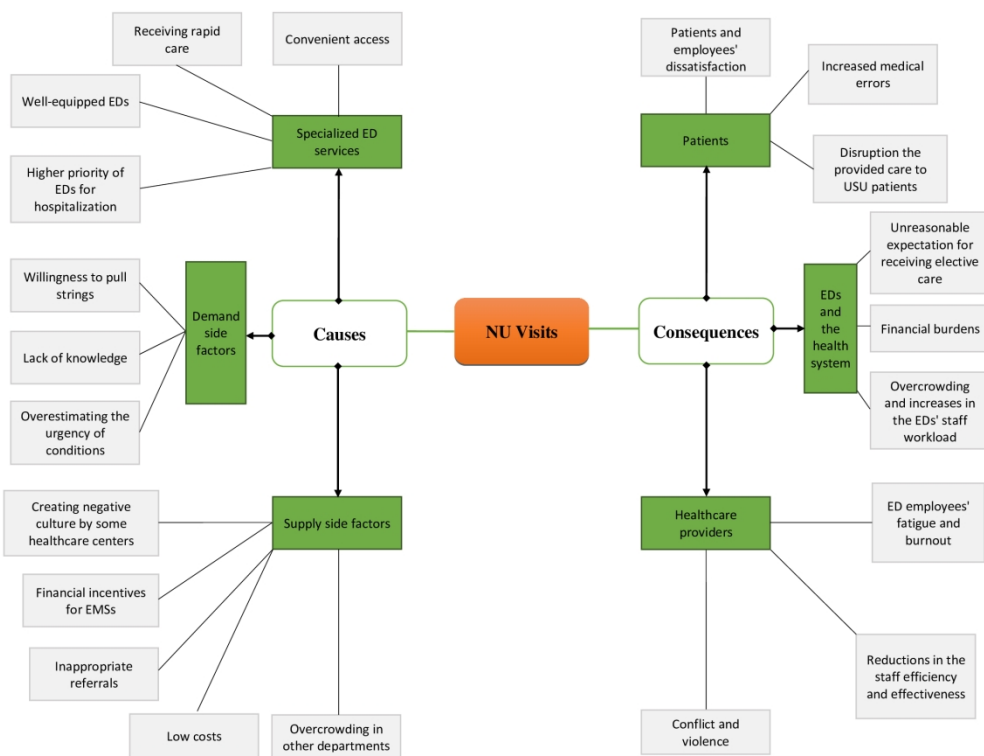 Receiving rapid
care
Convenient access
Well-equipped EDs
Specialized ED
services
Higher priority of
EDs for
hospitalization
Willingness to pull
strings
Lack of knowledge
Overestimating the
urgency of
conditions
Demand
side
factors
Causes
NU Visits
Consequences
Creating negative
culture by some
healthcare centers
Supply side factors
Financial incentives
for EMSs
Inappropriate
referrals
Low costs
Overcrowding in
other departments
Patients and
employees'
dissatisfaction
Increased medical
errors
Patients
Disruption the
provided care to
USU patients
Unreasonable
expectation for
receiving elective
care
EDs
and
the
health
system
Financial burdens
Overcrowding
and increases in
the EDs' staff
workload
Healthcare
providers
ED employees'
fatigue and
burnout
Reductions in the
staff efficiency
and effectiveness
Conflict and
violence